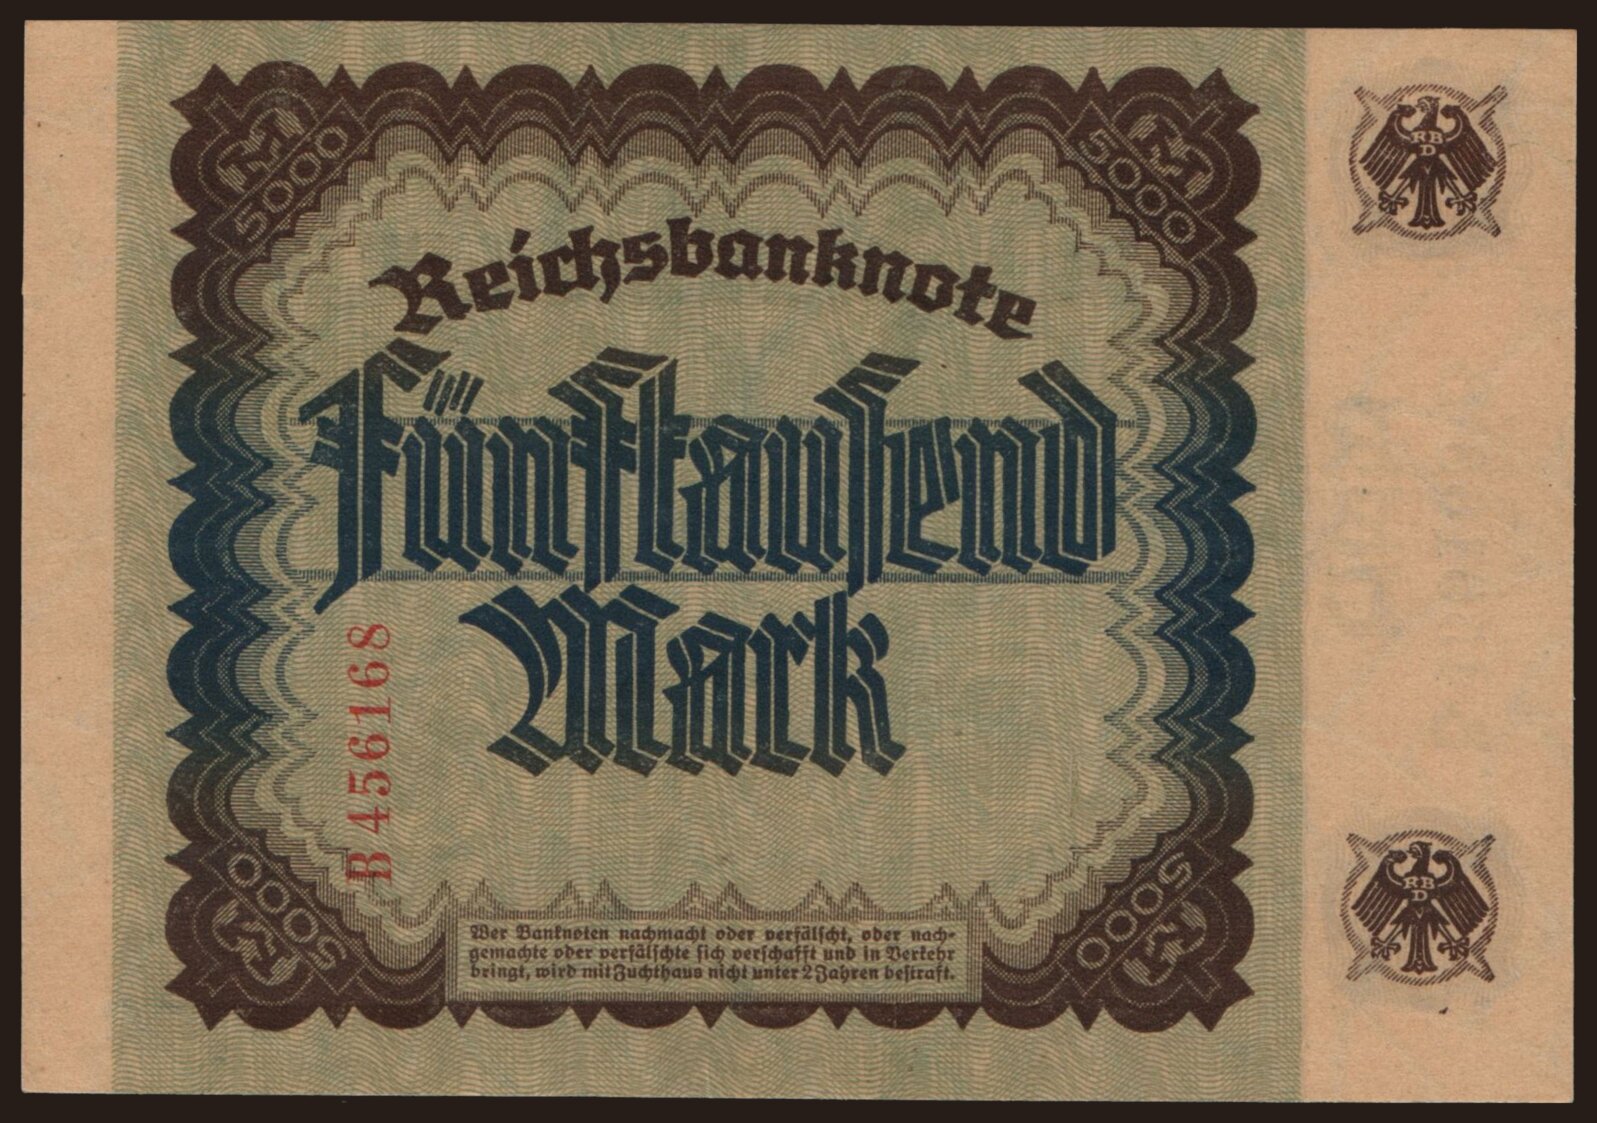 M 5000
5000 M
RBD
Reichsbanknote
Fünftausend
Mark
B 456168
5000 M
5000 M
RBD
Wer Banknoten nachmacht oder verfälscht, oder nach-
gemachte oder verfälschte sich verschafft und in Verkehr
bringt, wird mit Zuchthaus nicht unter 2 Jahren bestraft.